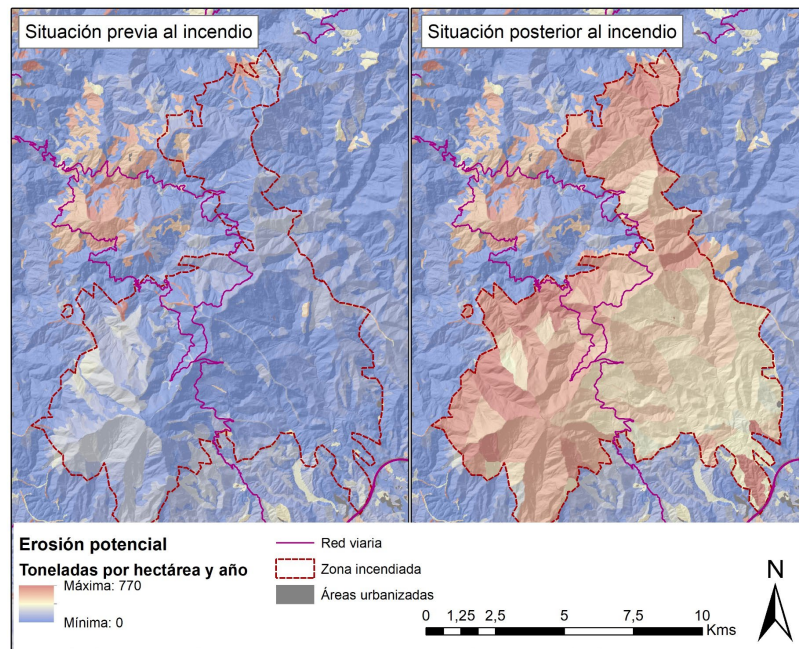 Situación previa al incendio
Situación posterior al incendio
Erosión potencial
Toneladas por hectárea y año
Máxima: 770
Mínima: 0
Red viaria
Zona incendiada
Áreas urbanizadas
N
0 1,25 2,5 5 7,5 10
Kms